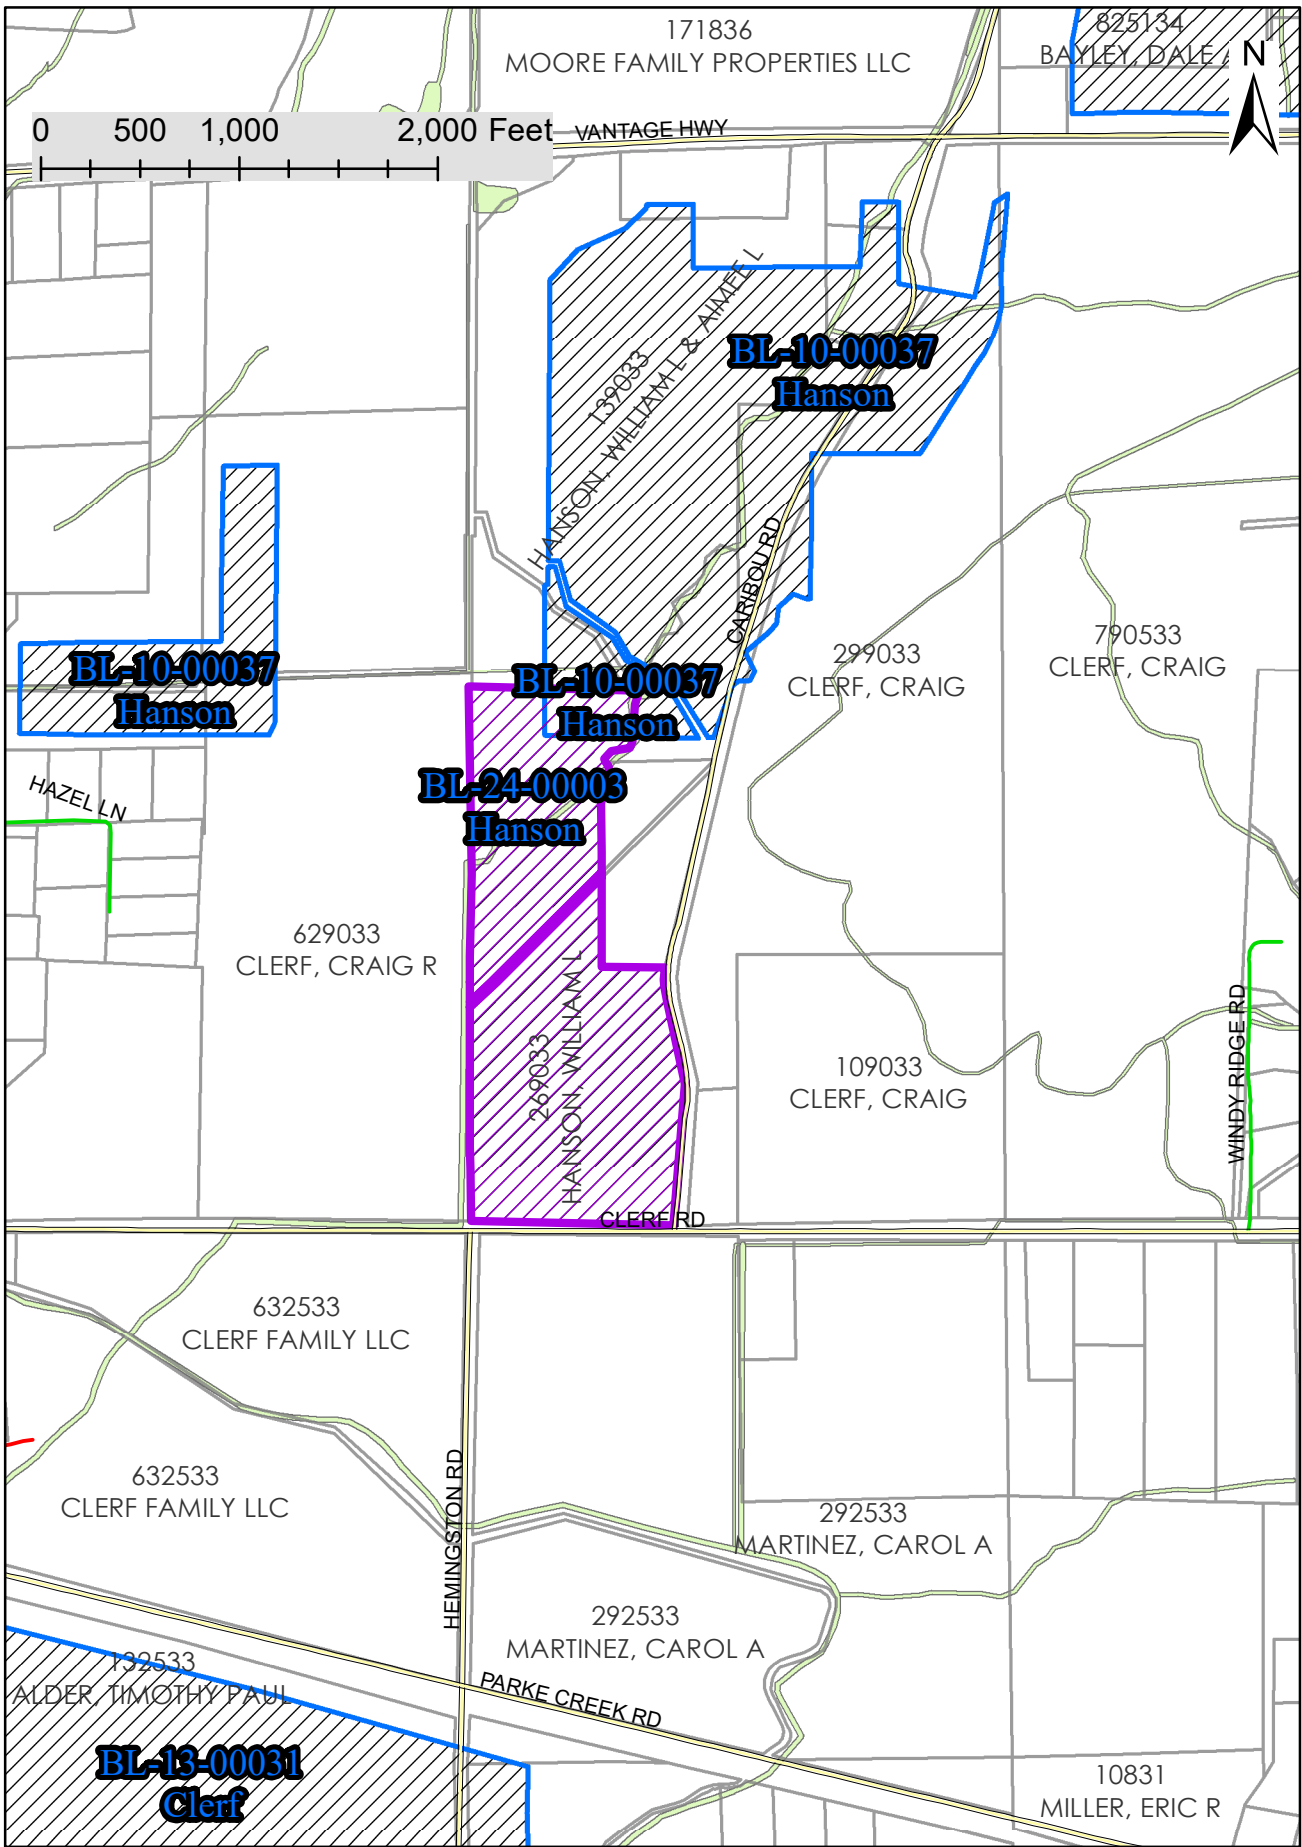 171836
MOORE FAMILY PROPERTIES LLC
825134
BAYLEY, DALE
N
0 500 1,000 2,000 Feet
VANTAGE HWY
139033
HANSON, WILLIAM L & AIMEE L
BL-10-00037
Hanson
CARIBOU RD
299033
CLERF, CRAIG
790533
CLERF, CRAIG
BL-10-00037
Hanson
BL-10-00037
Hanson
BL-24-00003
Hanson
HAZEL LN
629033
CLERF, CRAIG R
269033
HANSON, WILLIAM L
109033
CLERF, CRAIG
WINDY RIDGE RD
CLERF RD
632533
CLERF FAMILY LLC
632533
CLERF FAMILY LLC
HEMINGSTON RD
292533
MARTINEZ, CAROL A
292533
MARTINEZ, CAROL A
132533
ALDER, TIMOTHY PAUL
PARKE CREEK RD
BL-13-00031
Clerf
10831
MILLER, ERIC R